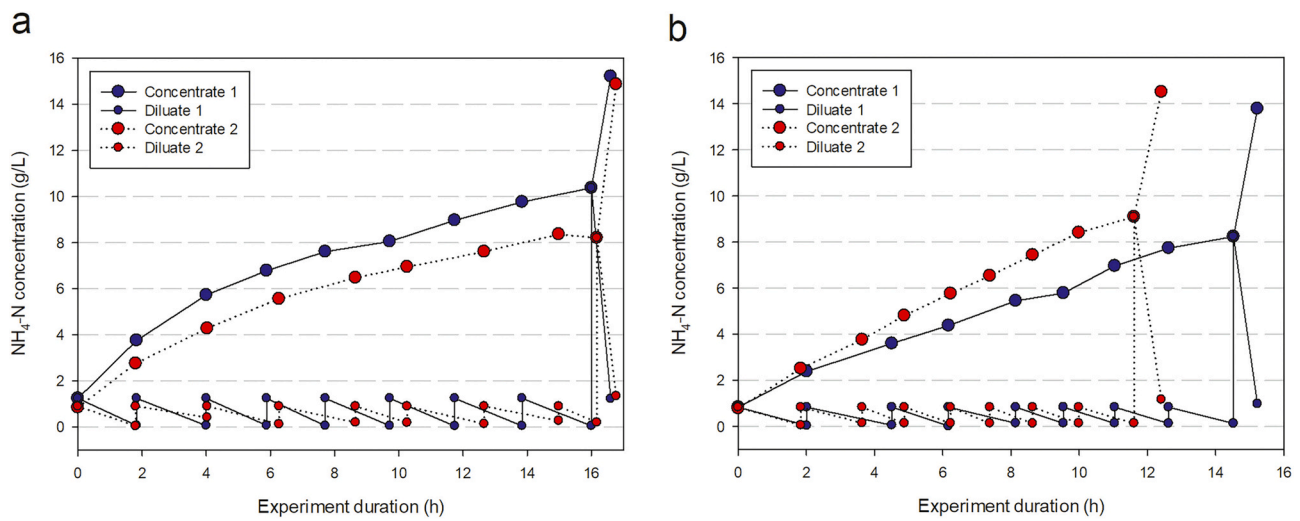 a
16
14
12
10
8
6
4
2
0
NH4-N concentration (g/L)
Concentrate 1
Diluate 1
Concentrate 2
Diluate 2
0 2 4 6 8 10 12 14 16
Experiment duration (h)
b
16
14
12
10
8
6
4
2
0
NH4-N concentration (g/L)
Concentrate 1
Diluate 1
Concentrate 2
Diluate 2
0 2 4 6 8 10 12 14 16
Experiment duration (h)